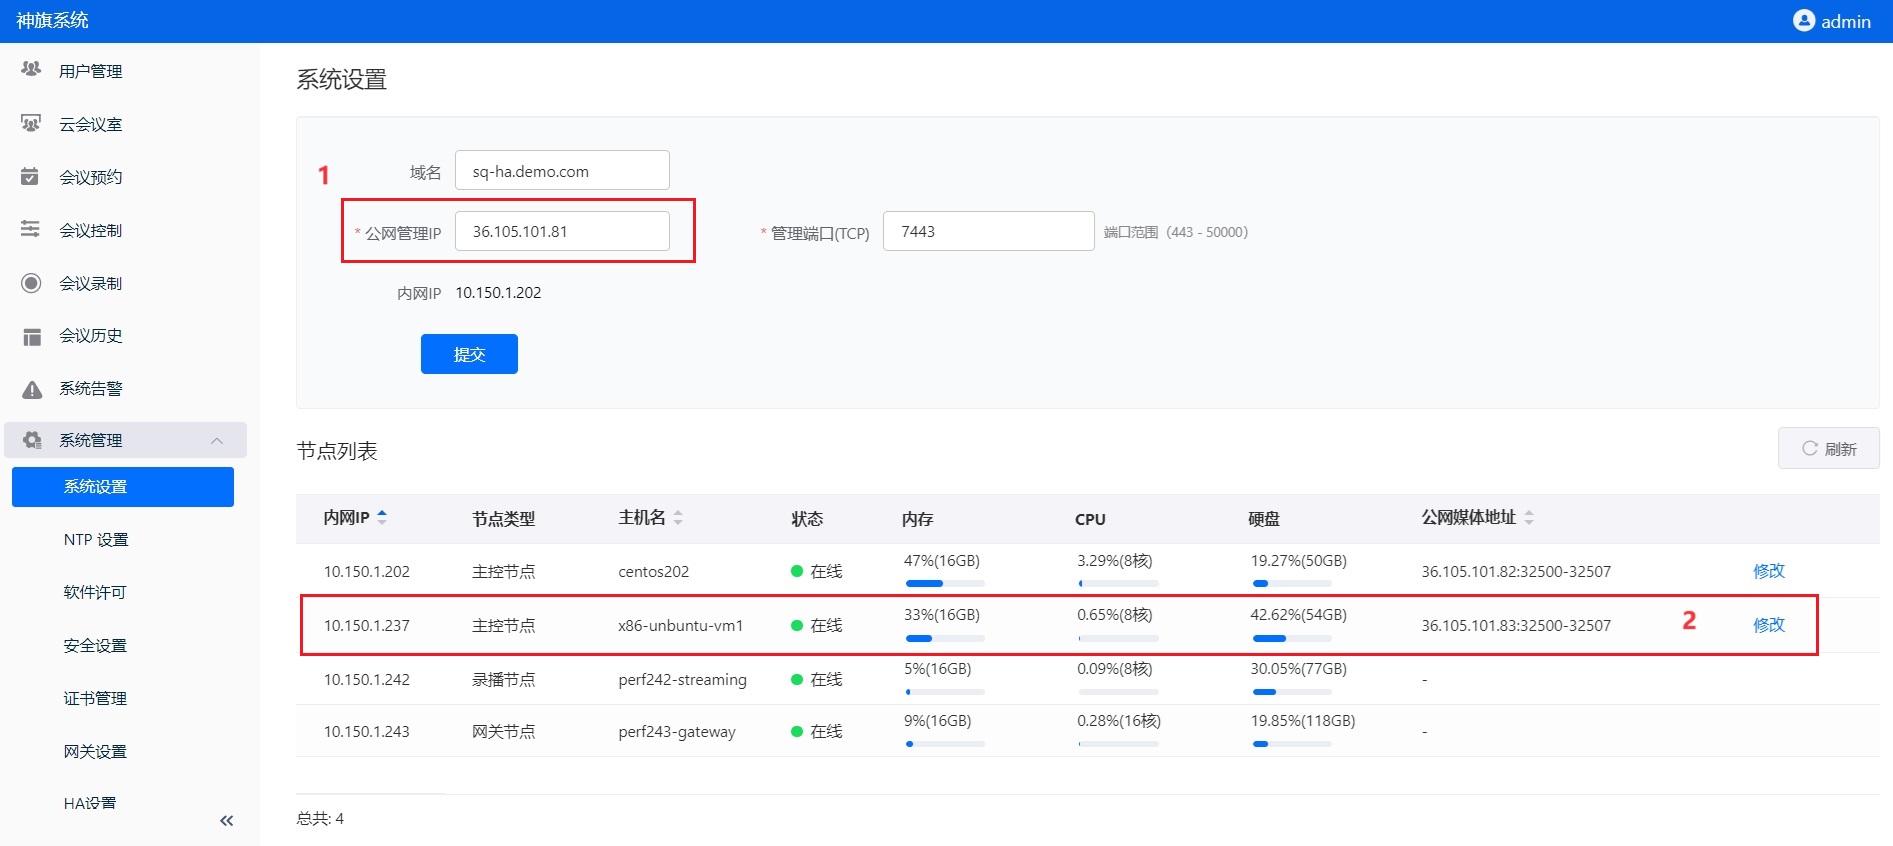 神旗系统
admin
用户管理
云会议室
会议预约
会议控制
会议录制
会议历史
系统告警
系统管理
系统设置
NTP 设置
软件许可
安全设置
证书管理
网关设置
HA设置
系统设置
1
域名 sq-ha.demo.com
* 公网管理IP 36.105.101.81 * 管理端口(TCP) 7443 端口范围（443 - 50000）
内网IP 10.150.1.202
提交
节点列表 刷新
内网IP 节点类型 主机名 状态 内存 CPU 硬盘 公网媒体地址
10.150.1.202 主控节点 centos202 在线 47%(16GB) 3.29%(8核) 19.27%(50GB) 36.105.101.82:32500-32507 修改
10.150.1.237 主控节点 x86-unbuntu-vm1 在线 33%(16GB) 0.65%(8核) 42.62%(54GB) 36.105.101.83:32500-32507 2 修改
10.150.1.242 录播节点 perf242-streaming 在线 5%(16GB) 0.09%(8核) 30.05%(77GB) -
10.150.1.243 网关节点 perf243-gateway 在线 9%(16GB) 0.28%(16核) 19.85%(118GB) -
总共: 4